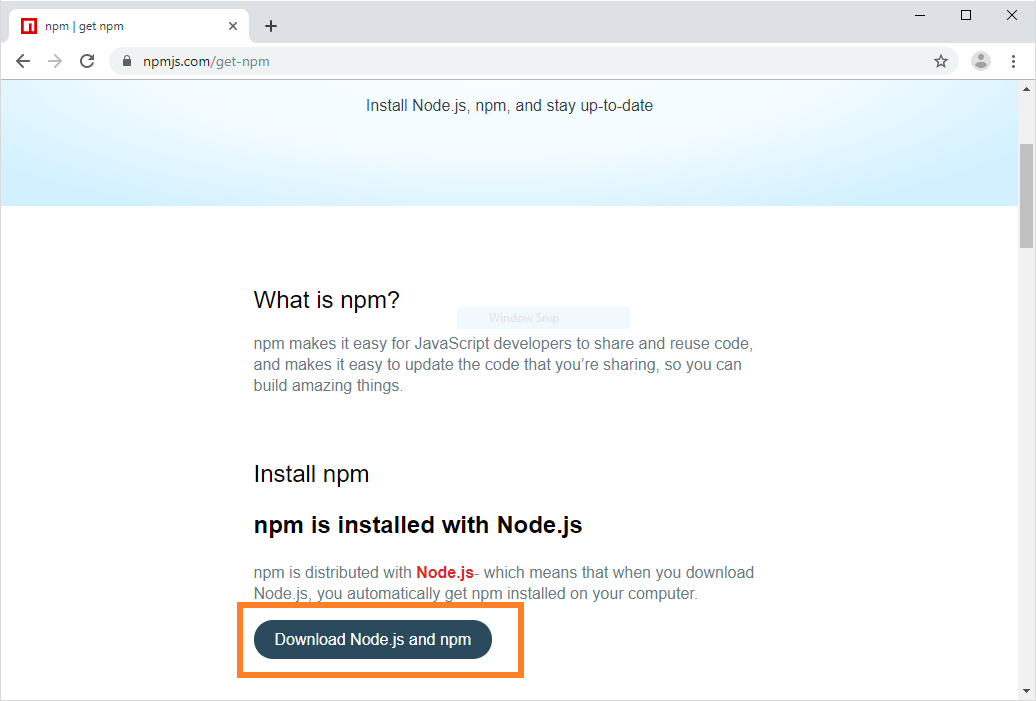 npm | get npm
npmjs.com/get-npm
Install Node.js, npm, and stay up-to-date
What is npm?
Window Snip
npm makes it easy for JavaScript developers to share and reuse code,
and makes it easy to update the code that you’re sharing, so you can
build amazing things.
Install npm
npm is installed with Node.js
npm is distributed with Node.js- which means that when you download
Node.js, you automatically get npm installed on your computer.
Download Node.js and npm